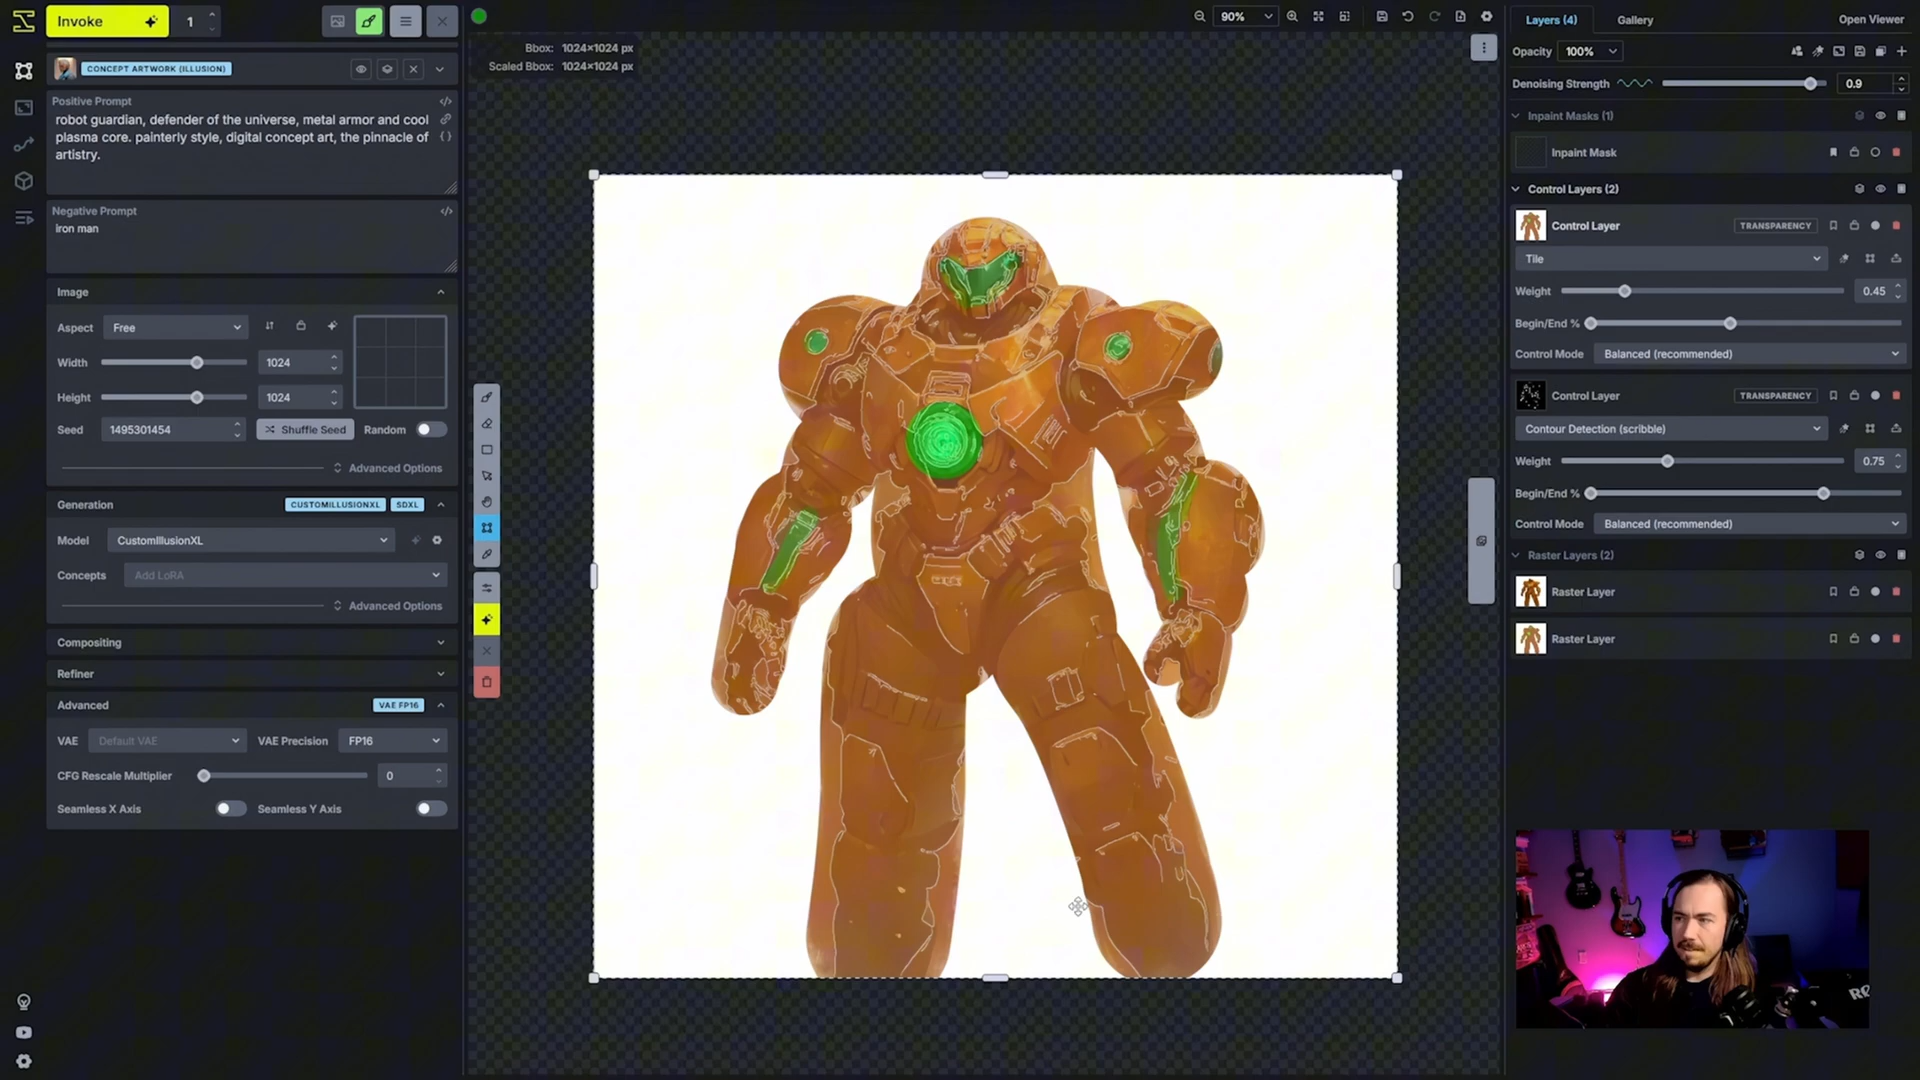 Invoke
1
90%
Bbox: 1024×1024 px
Scaled Bbox: 1024×1024 px
Layers (4)
Gallery
Open Viewer
Opacity
100%
Denoising Strength
0.9
CONCEPT ARTWORK (ILLUSION)
Positive Prompt
robot guardian, defender of the universe, metal armor and cool
plasma core. painterly style, digital concept art, the pinnacle of
artistry.
Negative Prompt
iron man
Image
Aspect
Free
Width
1024
Height
1024
Seed
1495301454
Shuffle Seed
Random
Advanced Options
Generation
CUSTOMILLUSIONXL
SDXL
Model
CustomIllusionXL
Concepts
Add LoRA
Advanced Options
Compositing
Refiner
Advanced
VAE FP16
VAE
Default VAE
VAE Precision
FP16
CFG Rescale Multiplier
0
Seamless X Axis
Seamless Y Axis
Inpaint Masks (1)
Inpaint Mask
Control Layers (2)
Control Layer
TRANSPARENCY
Tile
Weight
0.45
Begin/End %
Control Mode
Balanced (recommended)
Control Layer
TRANSPARENCY
Contour Detection (scribble)
Weight
0.75
Begin/End %
Control Mode
Balanced (recommended)
Raster Layers (2)
Raster Layer
Raster Layer